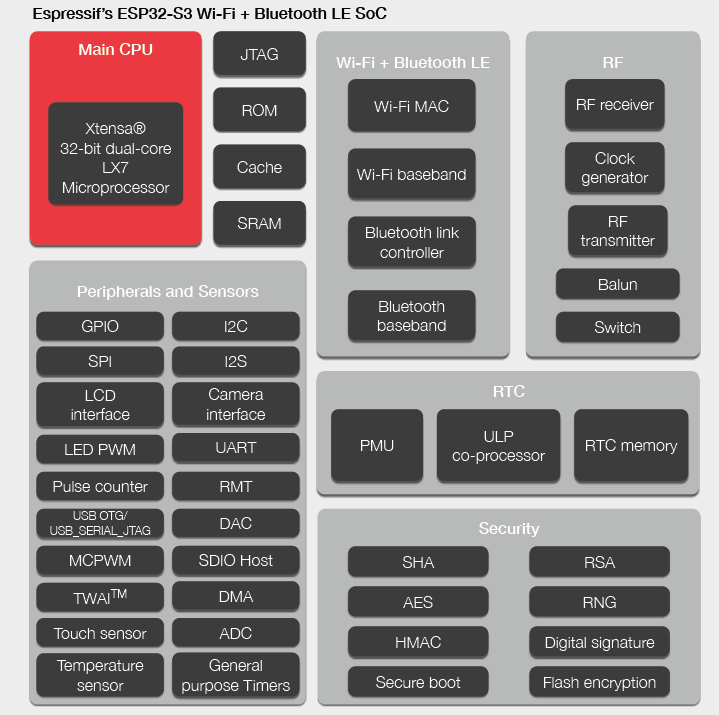 Espressif's ESP32-S3 Wi-Fi + Bluetooth LE SoC
Main CPU
Xtensa®
32-bit dual-core
LX7
Microprocessor
JTAG
ROM
Cache
SRAM
Wi-Fi + Bluetooth LE
Wi-Fi MAC
Wi-Fi baseband
Bluetooth link
controller
Bluetooth
baseband
RF
RF receiver
Clock
generator
RF
transmitter
Balun
Switch
Peripherals and Sensors
GPIO
I2C
SPI
I2S
LCD
interface
Camera
interface
LED PWM
UART
Pulse counter
RMT
USB OTG/
USB_SERIAL_JTAG
DAC
MCPWM
SDIO Host
TWAI™
DMA
Touch sensor
ADC
Temperature
sensor
General
purpose Timers
RTC
PMU
ULP
co-processor
RTC memory
Security
SHA
RSA
AES
RNG
HMAC
Digital signature
Secure boot
Flash encryption